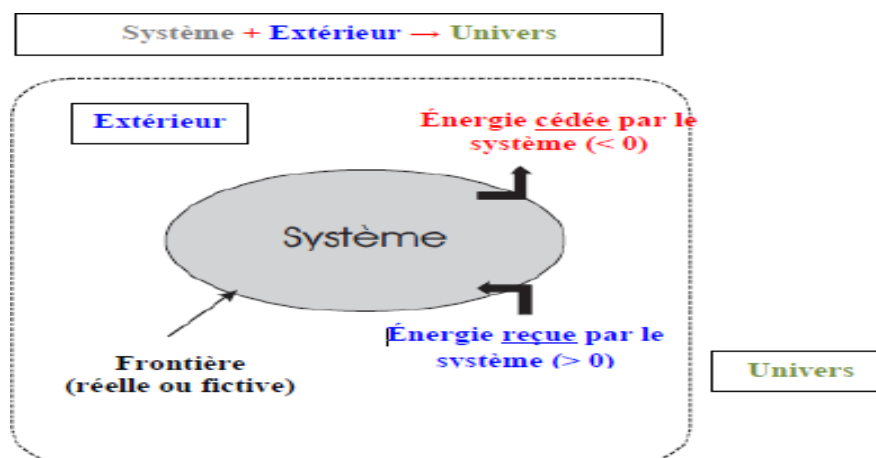 Système + Extérieur → Univers
Extérieur
Énergie cédée par le
système (< 0)
Système
Énergie reçue par le
système (> 0)
Frontière
(réelle ou fictive)
Univers